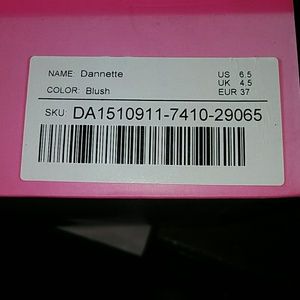 NAME: Dannette US 6.5
UK 4.5
COLOR: Blush EUR 37
SKU: DA1510911-7410-29065